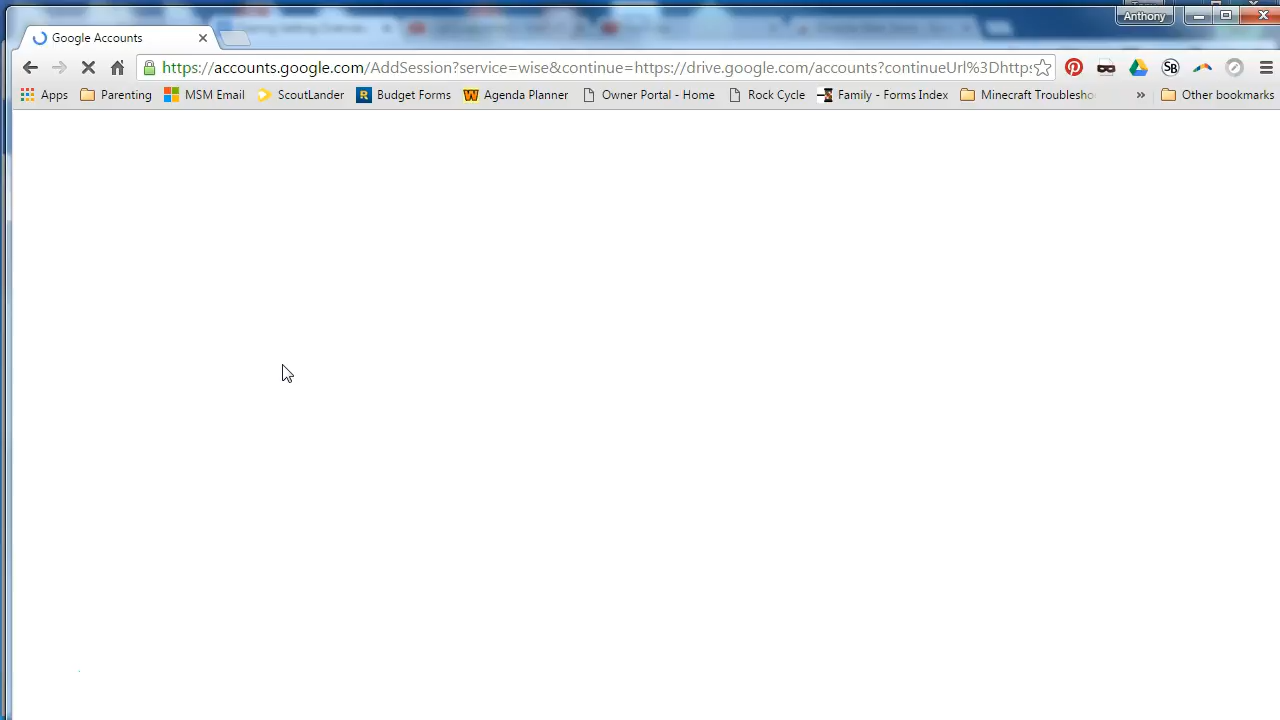 Anthony
Google Accounts
https://accounts.google.com/AddSession?service=wise&continue=https://drive.google.com/accounts?continueUrl%3Dhttps
Apps Parenting MSM Email ScoutLander Budget Forms Agenda Planner Owner Portal - Home Rock Cycle Family - Forms Index Minecraft Troublesho » Other bookmarks